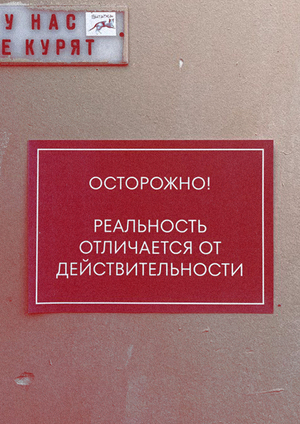 У НАС
Е КУРЯТ
ОСТОРОЖНО!
РЕАЛЬНОСТЬ
ОТЛИЧАЕТСЯ ОТ
ДЕЙСТВИТЕЛЬНОСТИ